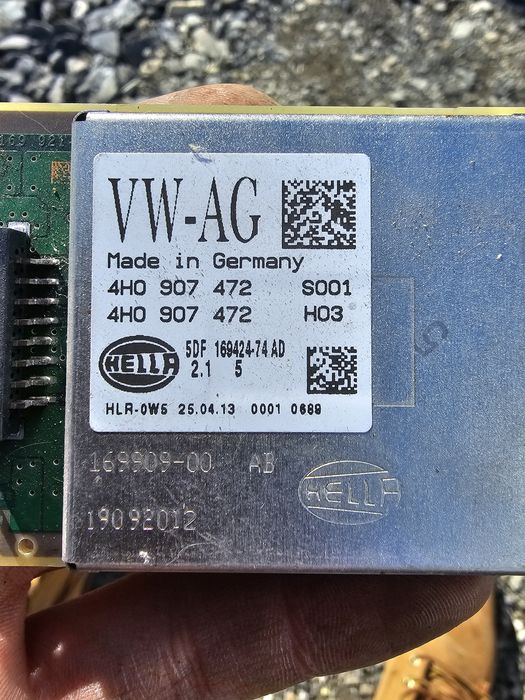 VW-AG
Made in Germany
4H0 907 472 S001
4H0 907 472 H03
HELLA 5DF 169424-74 AD
2.1 5
HLR-0W5 25.04.13 0001 0689
169909-00 AB
HELLA
19092012